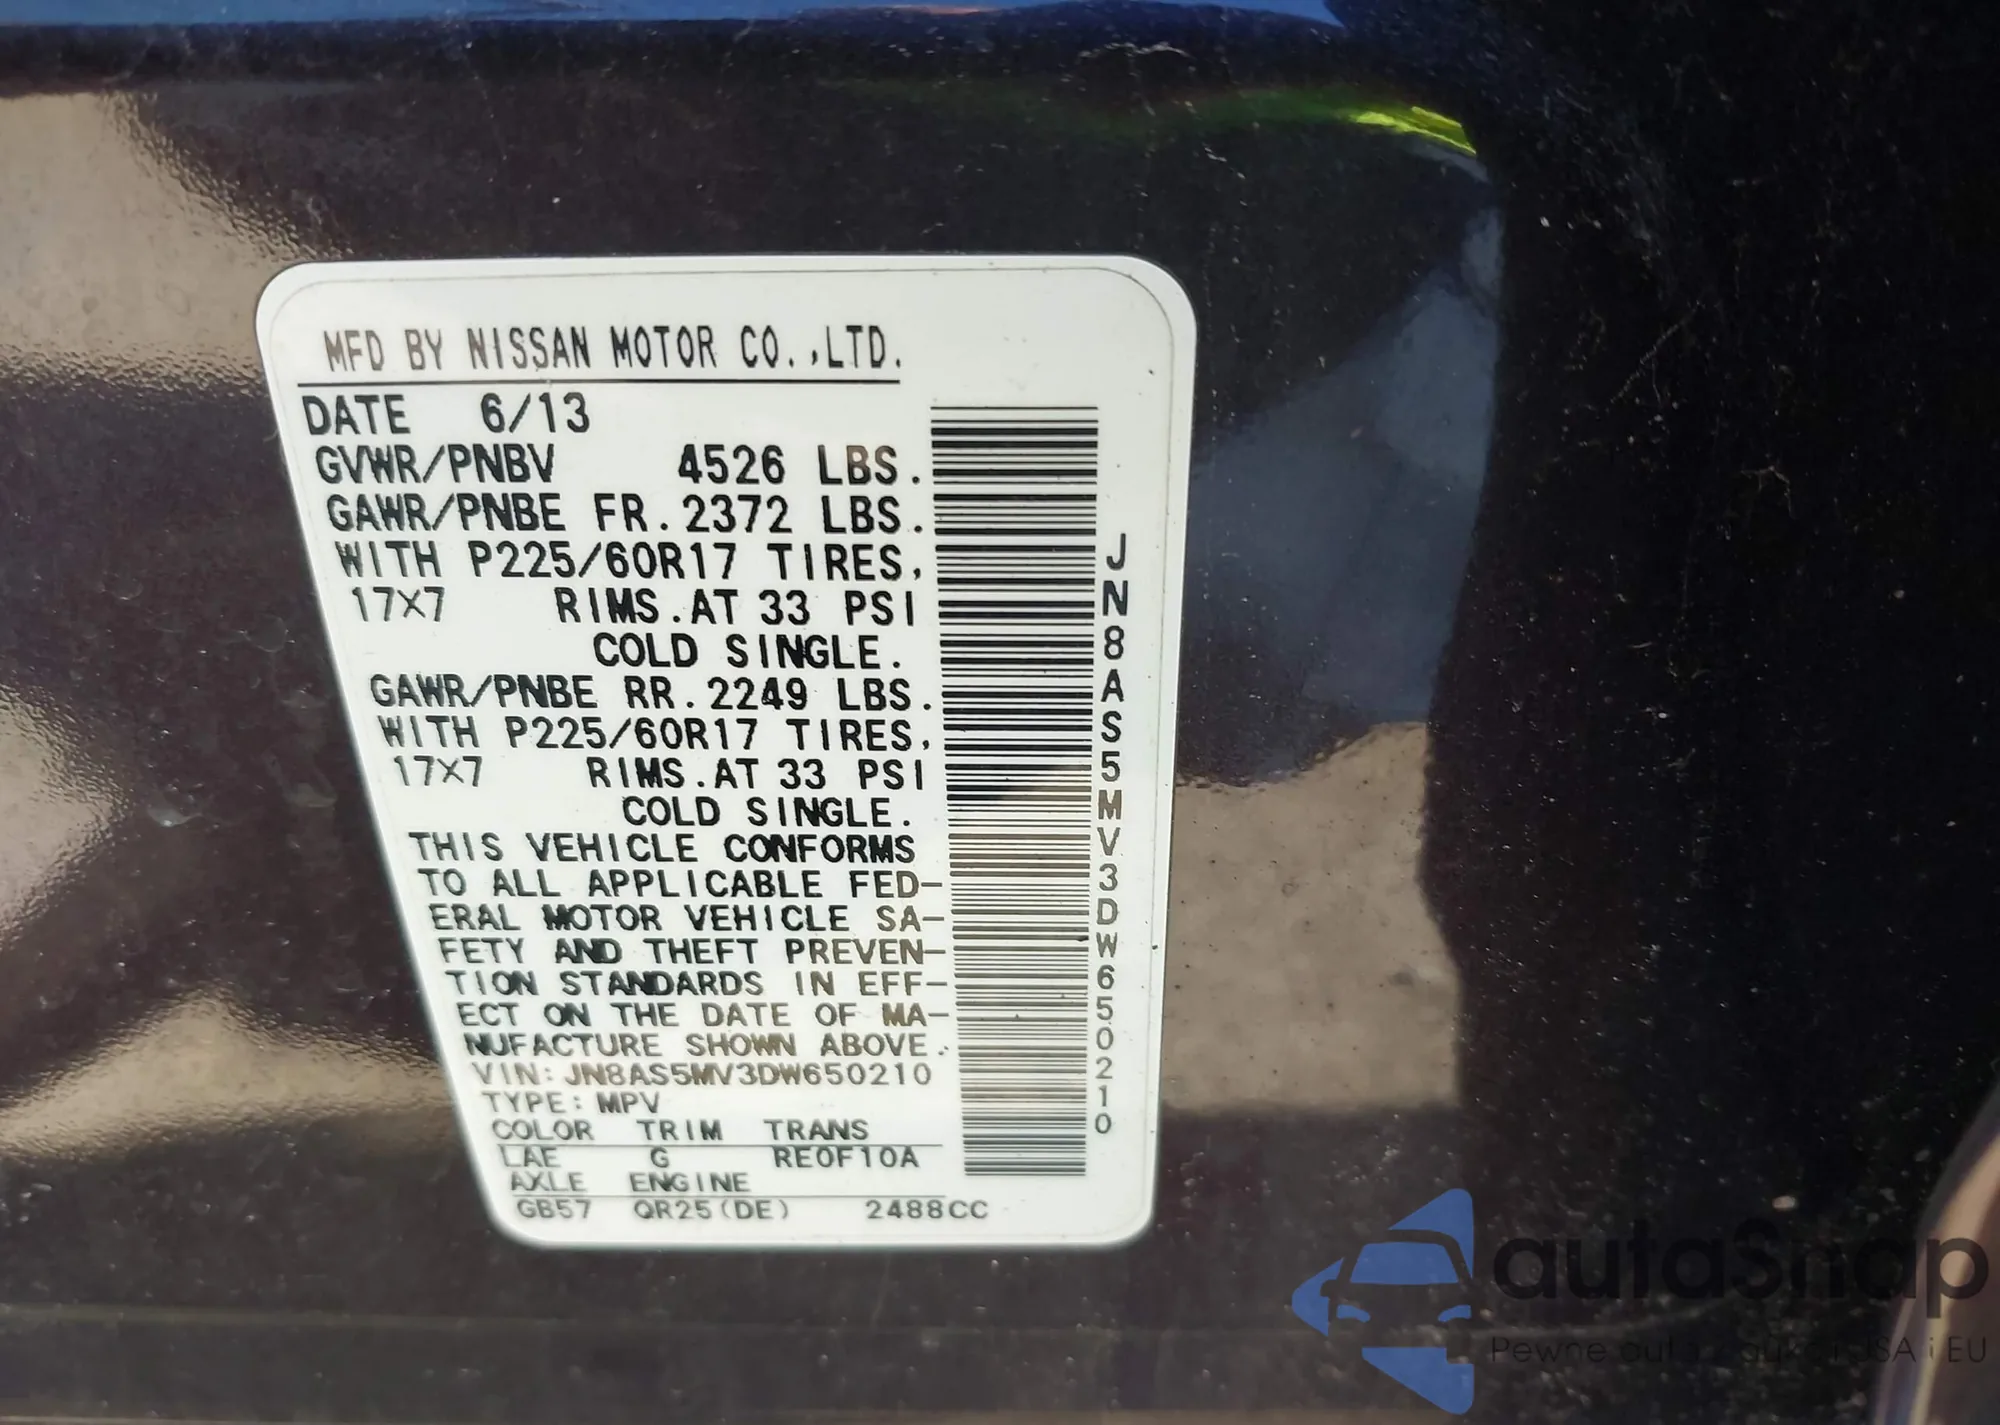 MFD BY NISSAN MOTOR CO.,LTD.
DATE 6/13
GVWR/PNBV 4526 LBS.
GAWR/PNBE FR.2372 LBS.
WITH P225/60R17 TIRES,
17×7 RIMS.AT 33 PSI
COLD SINGLE.
GAWR/PNBE RR.2249 LBS.
WITH P225/60R17 TIRES,
17×7 RIMS.AT 33 PSI
COLD SINGLE.
THIS VEHICLE CONFORMS
TO ALL APPLICABLE FED-
ERAL MOTOR VEHICLE SA-
FETY AND THEFT PREVEN-
TION STANDARDS IN EFF-
ECT ON THE DATE OF MA-
NUFACTURE SHOWN ABOVE.
VIN: JN8AS5MV3DW650210
TYPE: MPV
COLOR TRIM TRANS
LAE G RE0F10A
AXLE ENGINE
GB57 QR25(DE) 2488CC
JN8AS5MV3DW650210
autaSnap
Pewne auta z i EU